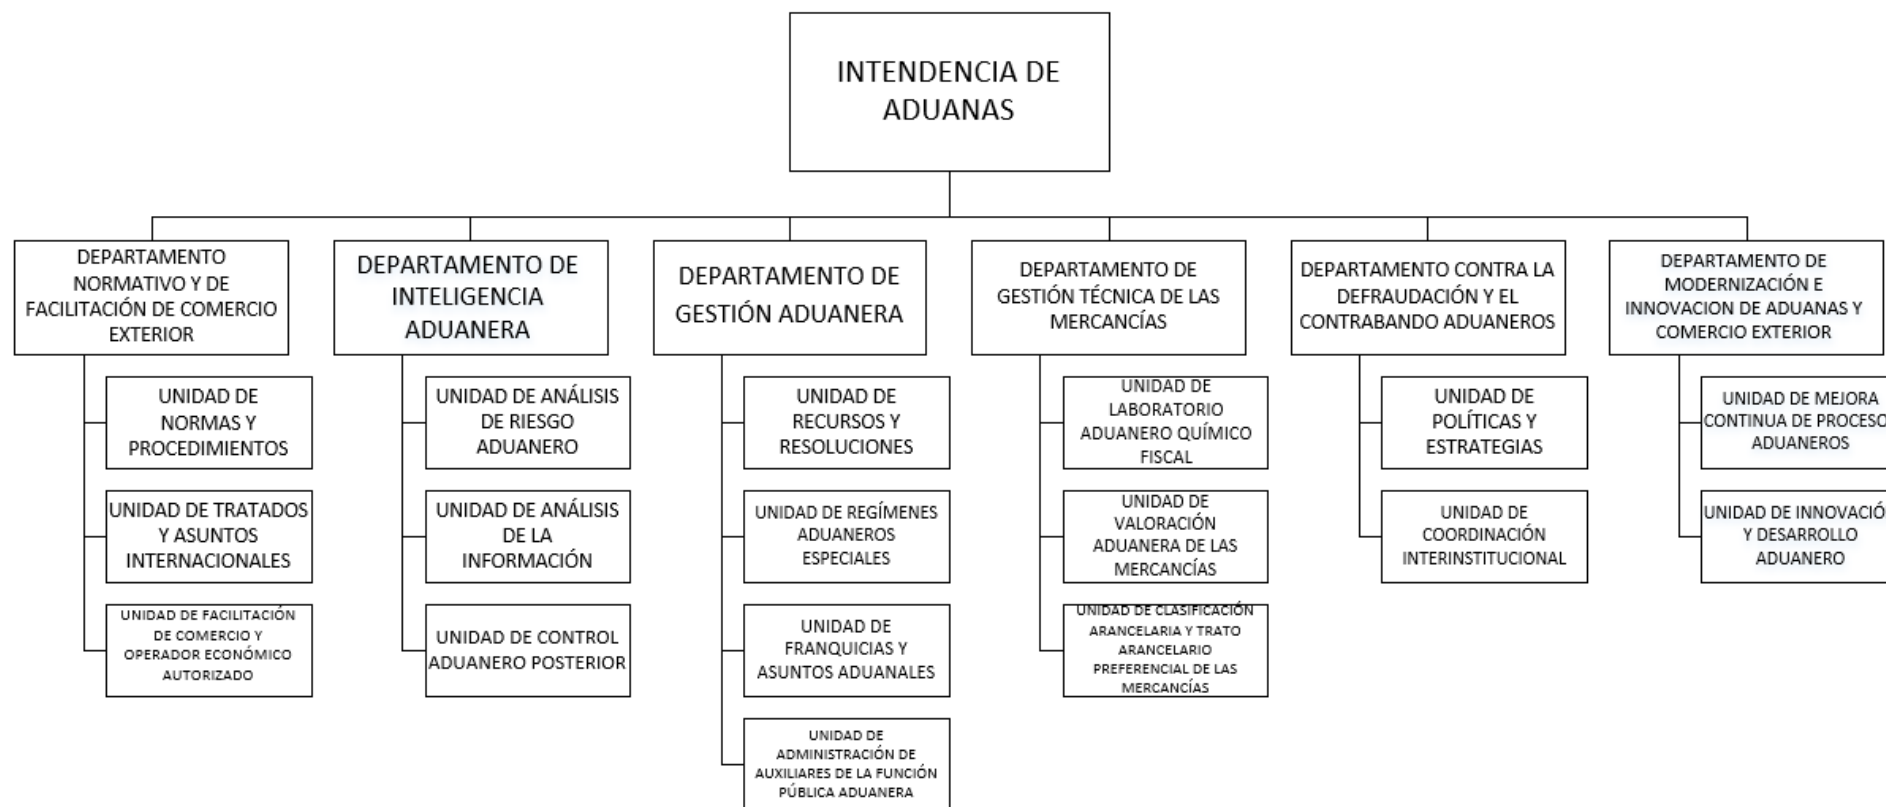 INTENDENCIA DE
ADUANAS
DEPARTAMENTO
NORMATIVO Y DE
FACILITACIÓN DE COMERCIO
EXTERIOR
UNIDAD DE
NORMAS Y
PROCEDIMIENTOS
UNIDAD DE TRATADOS
Y ASUNTOS
INTERNACIONALES
UNIDAD DE FACILITACIÓN
DE COMERCIO Y
OPERADOR ECONÓMICO
AUTORIZADO
DEPARTAMENTO DE
INTELIGENCIA
ADUANERA
UNIDAD DE ANÁLISIS
DE RIESGO
ADUANERO
UNIDAD DE ANÁLISIS
DE LA
INFORMACIÓN
UNIDAD DE CONTROL
ADUANERO POSTERIOR
DEPARTAMENTO DE
GESTIÓN ADUANERA
UNIDAD DE
RECURSOS Y
RESOLUCIONES
UNIDAD DE REGÍMENES
ADUANEROS
ESPECIALES
UNIDAD DE
FRANQUICIAS Y
ASUNTOS ADUANALES
UNIDAD DE
ADMINISTRACIÓN DE
AUXILIARES DE LA FUNCIÓN
PÚBLICA ADUANERA
DEPARTAMENTO DE
GESTIÓN TÉCNICA DE LAS
MERCANCÍAS
UNIDAD DE
LABORATORIO
ADUANERO QUÍMICO
FISCAL
UNIDAD DE
VALORACIÓN
ADUANERA DE LAS
MERCANCÍAS
UNIDAD DE CLASIFICACIÓN
ARANCELARIA Y TRATO
ARANCELARIO
PREFERENCIAL DE LAS
MERCANCÍAS
DEPARTAMENTO CONTRA LA
DEFRAUDACIÓN Y EL
CONTRABANDO ADUANEROS
UNIDAD DE
POLÍTICAS Y
ESTRATEGIAS
UNIDAD DE
COORDINACIÓN
INTERINSTITUCIONAL
DEPARTAMENTO DE
MODERNIZACIÓN E
INNOVACION DE ADUANAS Y
COMERCIO EXTERIOR
UNIDAD DE MEJORA
CONTINUA DE PROCESO
ADUANEROS
UNIDAD DE INNOVACIÓ
Y DESARROLLO
ADUANERO